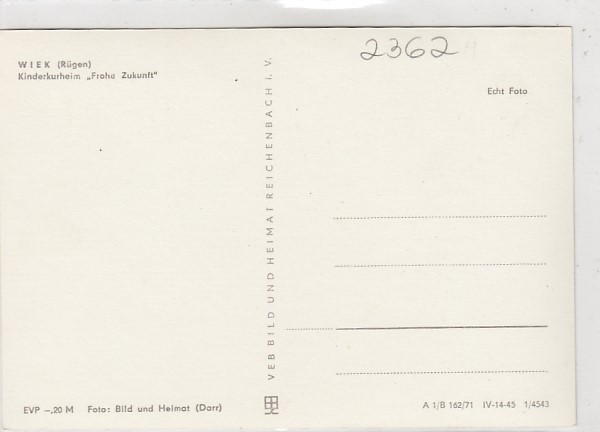 2362
WIEK (Rügen)
Kinderkurheim „Frohe Zukunft"
Echt Foto
VEB BILD UND HEIMAT REICHENBACH I. V.
EVP –,20 M Foto: Bild und Heimat (Darr)
A 1/B 162/71 IV-14-45 1/4543